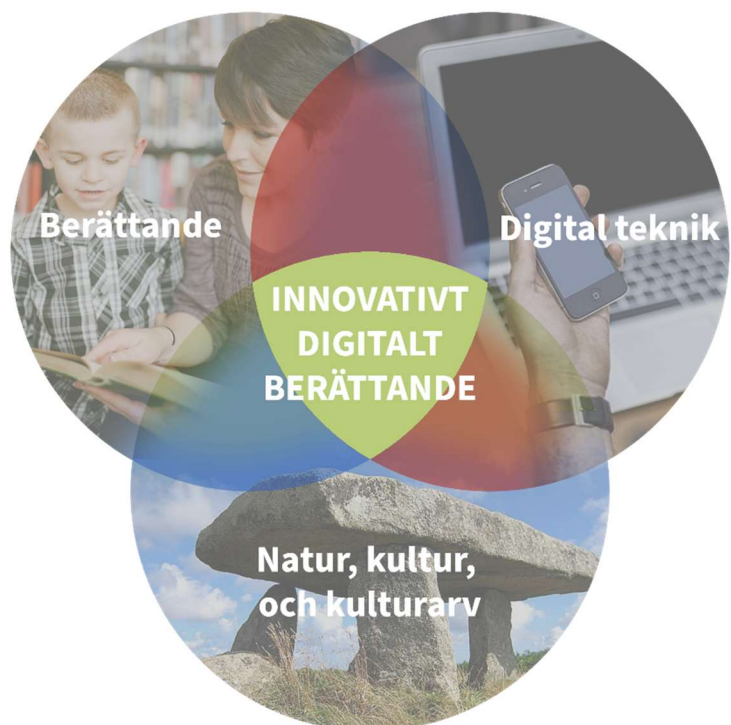 Berättande
Digital teknik
INNOVATIVT
DIGITALT
BERÄTTANDE
Natur, kultur,
och kulturarv